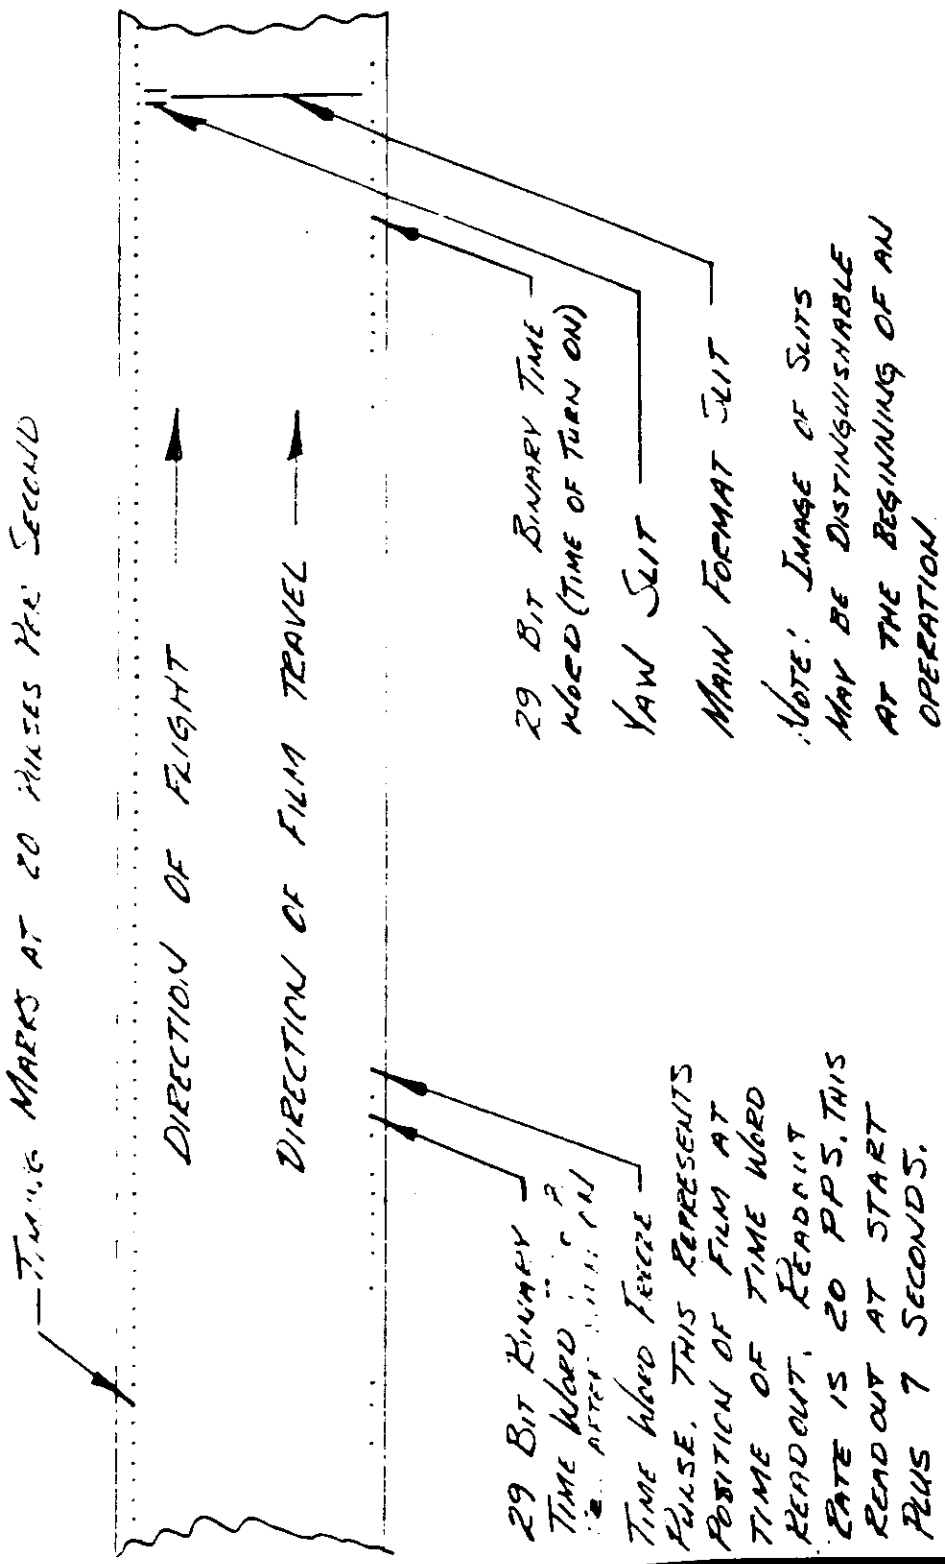 TIMING MARKS AT 20 PULSES PER SECOND
DIRECTION OF FLIGHT
DIRECTION OF FILM TRAVEL
29 BIT BINARY
TIME WORD
AFTER
TIME WORD FREEZE
PULSE. THIS REPRESENTS
POSITION OF FILM AT
TIME OF TIME WORD
READOUT. READOUT
RATE IS 20 PPS. THIS
READOUT AT START
PLUS 7 SECONDS.
29 BIT BINARY TIME
WORD (TIME OF TURN ON)
YAW SLIT
MAIN FORMAT SLIT
NOTE: IMAGE OF SLITS
MAY BE DISTINGUISHABLE
AT THE BEGINNING OF AN
OPERATION